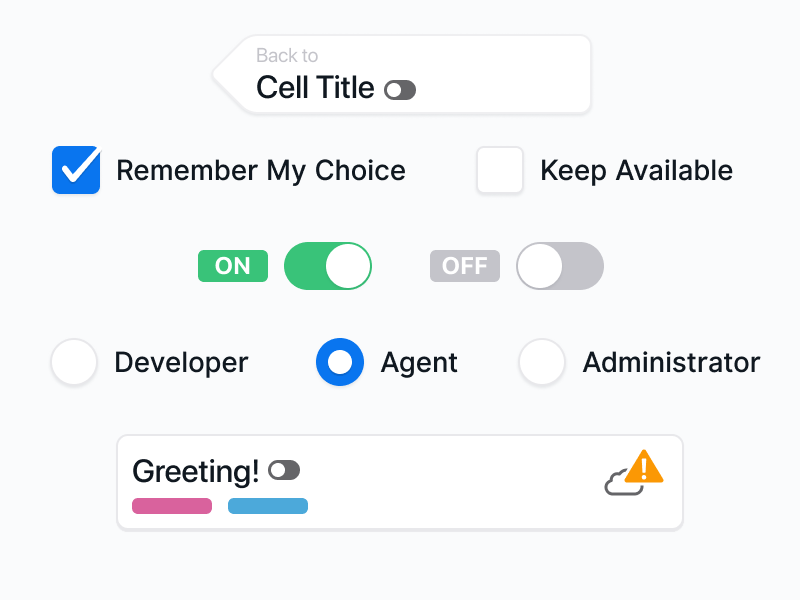 Back to
Cell Title
Remember My Choice
Keep Available
ON
OFF
Developer
Agent
Administrator
Greeting!